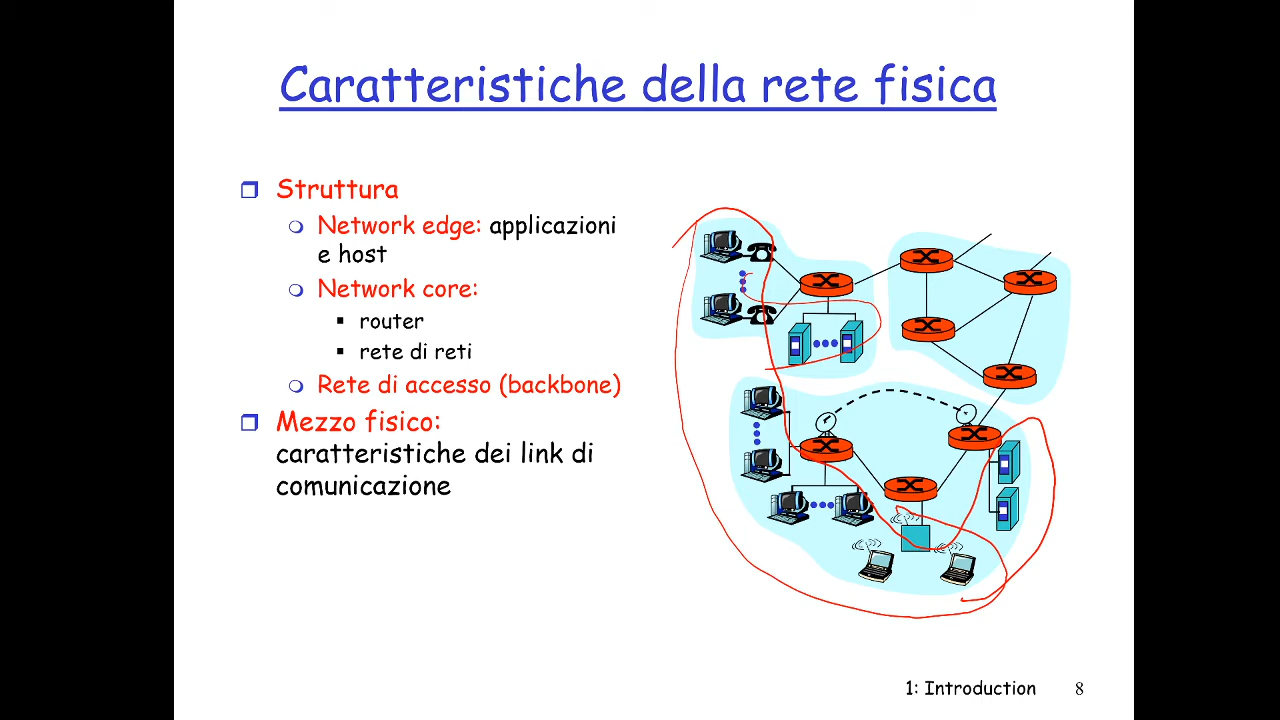 Caratteristiche della rete fisica
Struttura
Network edge: applicazioni
e host
Network core:
router
rete di reti
Rete di accesso (backbone)
Mezzo fisico:
caratteristiche dei link di
comunicazione
1: Introduction 8